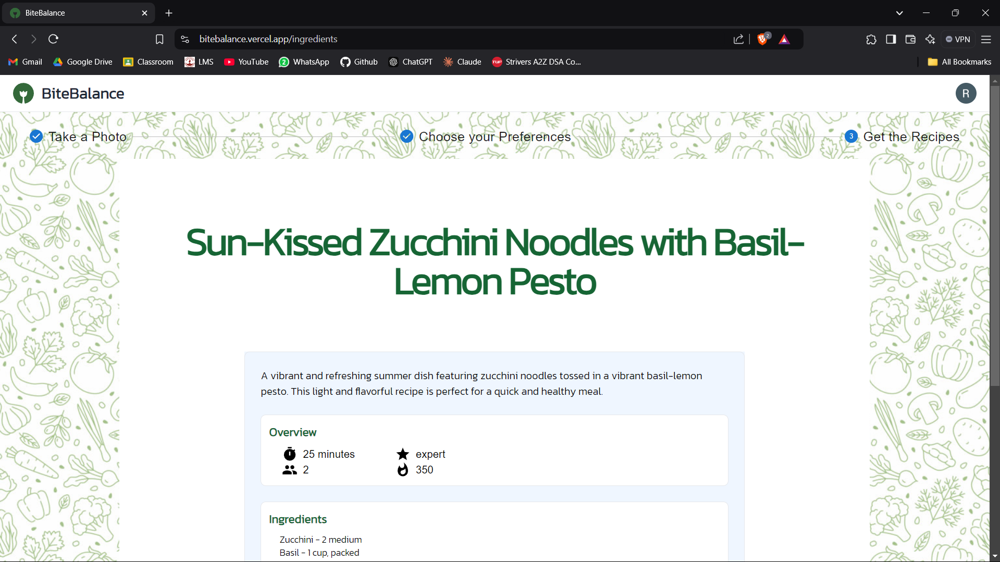 BiteBalance
bitebalance.vercel.app/ingredients
2
VPN
Gmail
Google Drive
Classroom
LMS
YouTube
2
WhatsApp
Github
ChatGPT
Claude
TUF
Strivers A2Z DSA Co...
All Bookmarks
BiteBalance
R
Take a Photo
Choose your Preferences
3
Get the Recipes
Sun-Kissed Zucchini Noodles with Basil-
Lemon Pesto
A vibrant and refreshing summer dish featuring zucchini noodles tossed in a vibrant basil-lemon
pesto. This light and flavorful recipe is perfect for a quick and healthy meal.
Overview
25 minutes
expert
2
350
Ingredients
Zucchini - 2 medium
Basil - 1 cup, packed